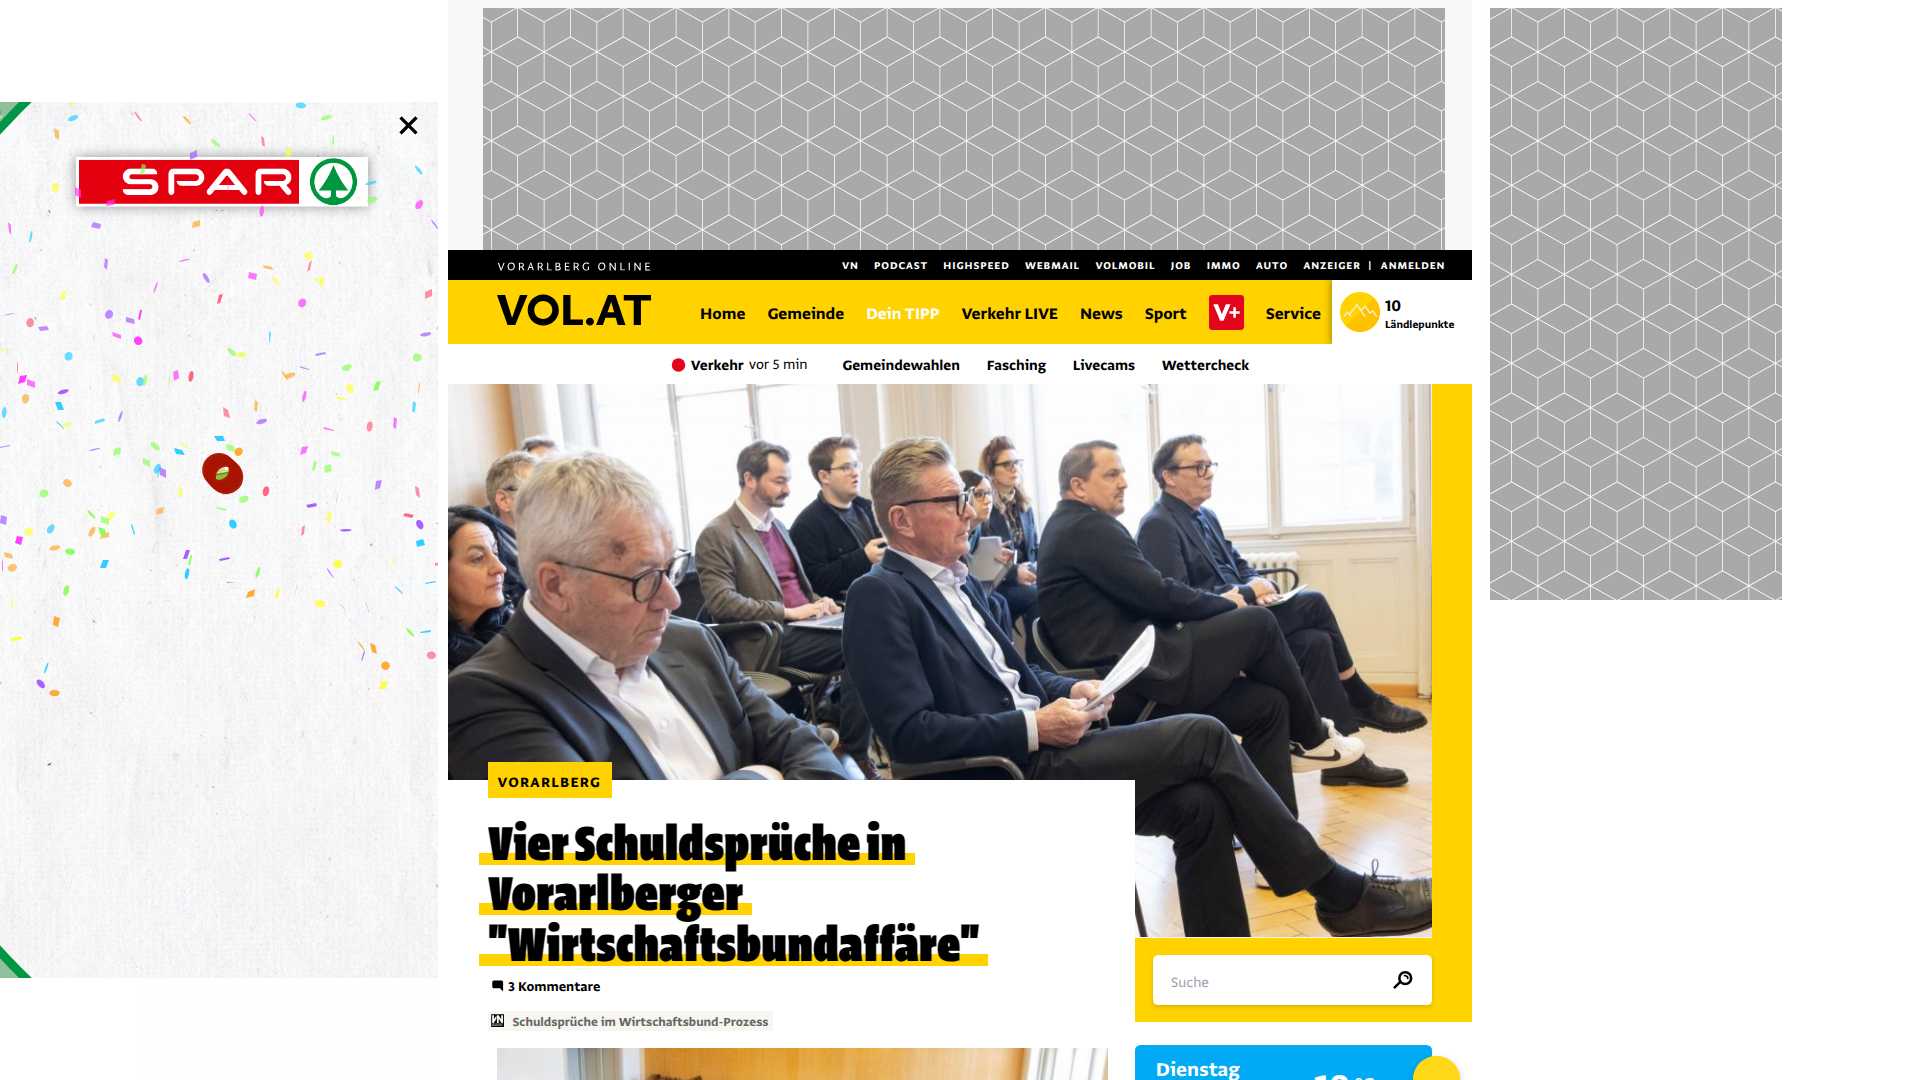 SPAR
VORARLBERG ONLINE
VN PODCAST HIGHSPEED WEBMAIL VOLMOBIL JOB IMMO AUTO ANZEIGER | ANMELDEN
VOL.AT
Home Gemeinde Dein TIPP Verkehr LIVE News Sport V+ Service
10
Ländlepunkte
Verkehr vor 5 min Gemeindewahlen Fasching Livecams Wettercheck
VORARLBERG
Vier Schuldsprüche in
Vorarlberger
"Wirtschaftsbundaffäre"
3 Kommentare
VN Schuldsprüche im Wirtschaftsbund-Prozess
Suche
Dienstag